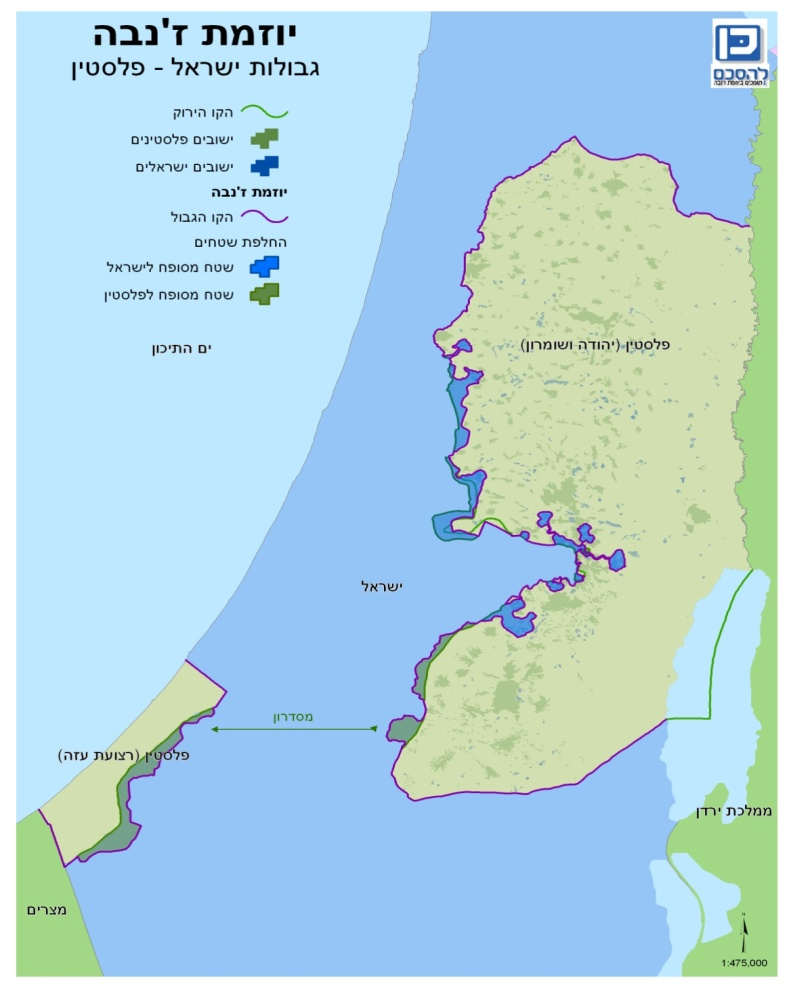 יוזמת ז'נבה
גבולות ישראל - פלסטין
כן
להסכם
הקו הירוק
ישובים פלסטינים
ישובים ישראלים
יוזמת ז'נבה
הקו הגבול
החלפת שטחים
שטח מסופח לישראל
שטח מסופח לפלסטין
ים התיכון
פלסטין (יהודה ושומרון)
ישראל
מסדרון
פלסטין (רצועת עזה)
ממלכת ירדן
מצרים
N
1:475,000